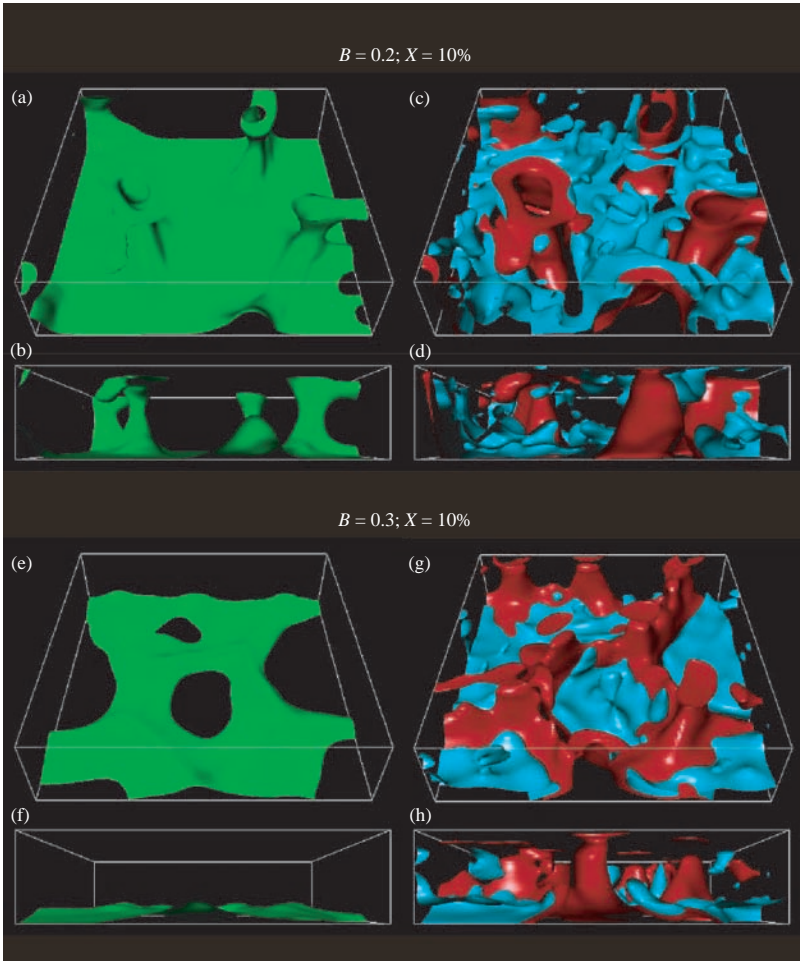 B = 0.2; X = 10%
(a)
(c)
(b)
(d)
B = 0.3; X = 10%
(e)
(g)
(f)
(h)